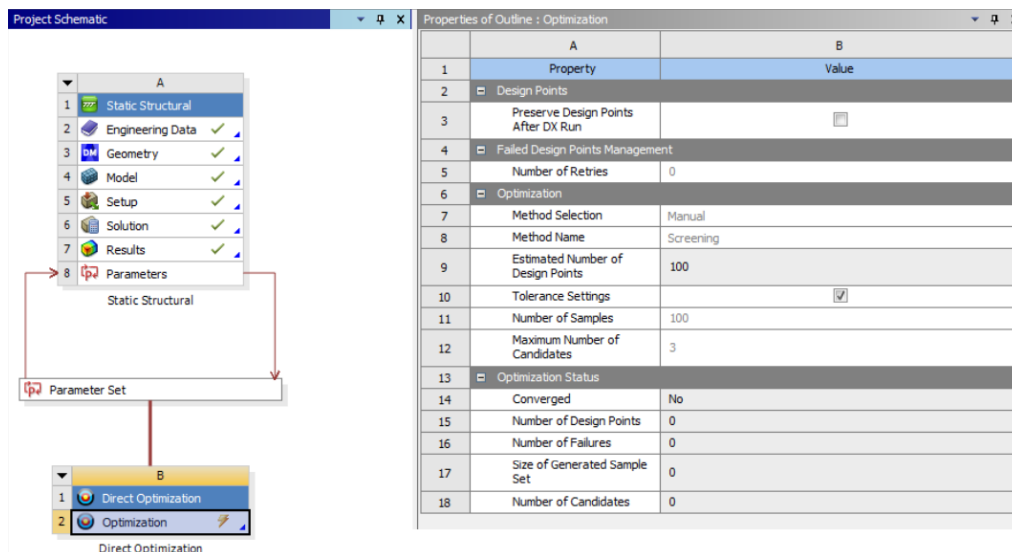 Project Schematic
A
1 Static Structural
2 Engineering Data
3 DM Geometry
4 Model
5 Setup
6 Solution
7 Results
8 Parameters
Static Structural
Parameter Set
B
1 Direct Optimization
2 Optimization
Direct Optimization
Properties of Outline : Optimization
A B
1 Property Value
2 Design Points
3 Preserve Design Points
After DX Run
4 Failed Design Points Management
5 Number of Retries 0
6 Optimization
7 Method Selection Manual
8 Method Name Screening
9 Estimated Number of
Design Points 100
10 Tolerance Settings
11 Number of Samples 100
12 Maximum Number of
Candidates 3
13 Optimization Status
14 Converged No
15 Number of Design Points 0
16 Number of Failures 0
17 Size of Generated Sample
Set 0
18 Number of Candidates 0